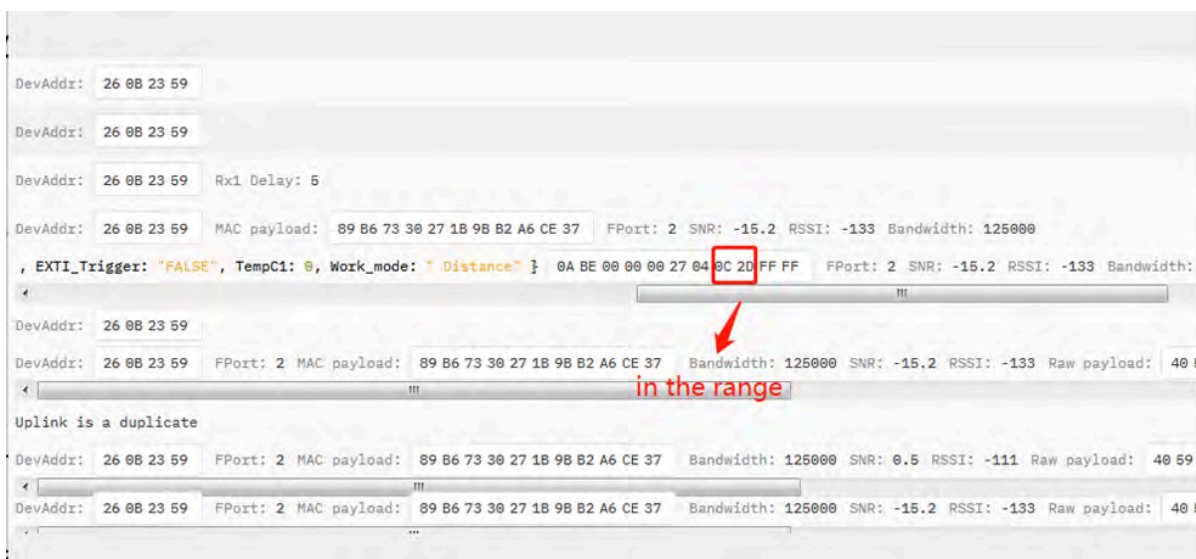 DevAddr: 26 0B 23 59
DevAddr: 26 0B 23 59
DevAddr: 26 0B 23 59 Rx1 Delay: 5
DevAddr: 26 0B 23 59 MAC payload: 89 B6 73 30 27 1B 9B B2 A6 CE 37 FPort: 2 SNR: -15.2 RSSI: -133 Bandwidth: 125000
, EXTI_Trigger: "FALSE", TempC1: 0, Work_mode: " Distance" } 0A BE 00 00 00 27 04 0C 2D FF FF FPort: 2 SNR: -15.2 RSSI: -133 Bandwidth:
DevAddr: 26 0B 23 59
DevAddr: 26 0B 23 59 FPort: 2 MAC payload: 89 B6 73 30 27 1B 9B B2 A6 CE 37 Bandwidth: 125000 SNR: -15.2 RSSI: -133 Raw payload: 40
in the range
Uplink is a duplicate
DevAddr: 26 0B 23 59 FPort: 2 MAC payload: 89 B6 73 30 27 1B 9B B2 A6 CE 37 Bandwidth: 125000 SNR: 0.5 RSSI: -111 Raw payload: 40 59
DevAddr: 26 0B 23 59 FPort: 2 MAC payload: 89 B6 73 30 27 1B 9B B2 A6 CE 37 Bandwidth: 125000 SNR: -15.2 RSSI: -133 Raw payload: 40